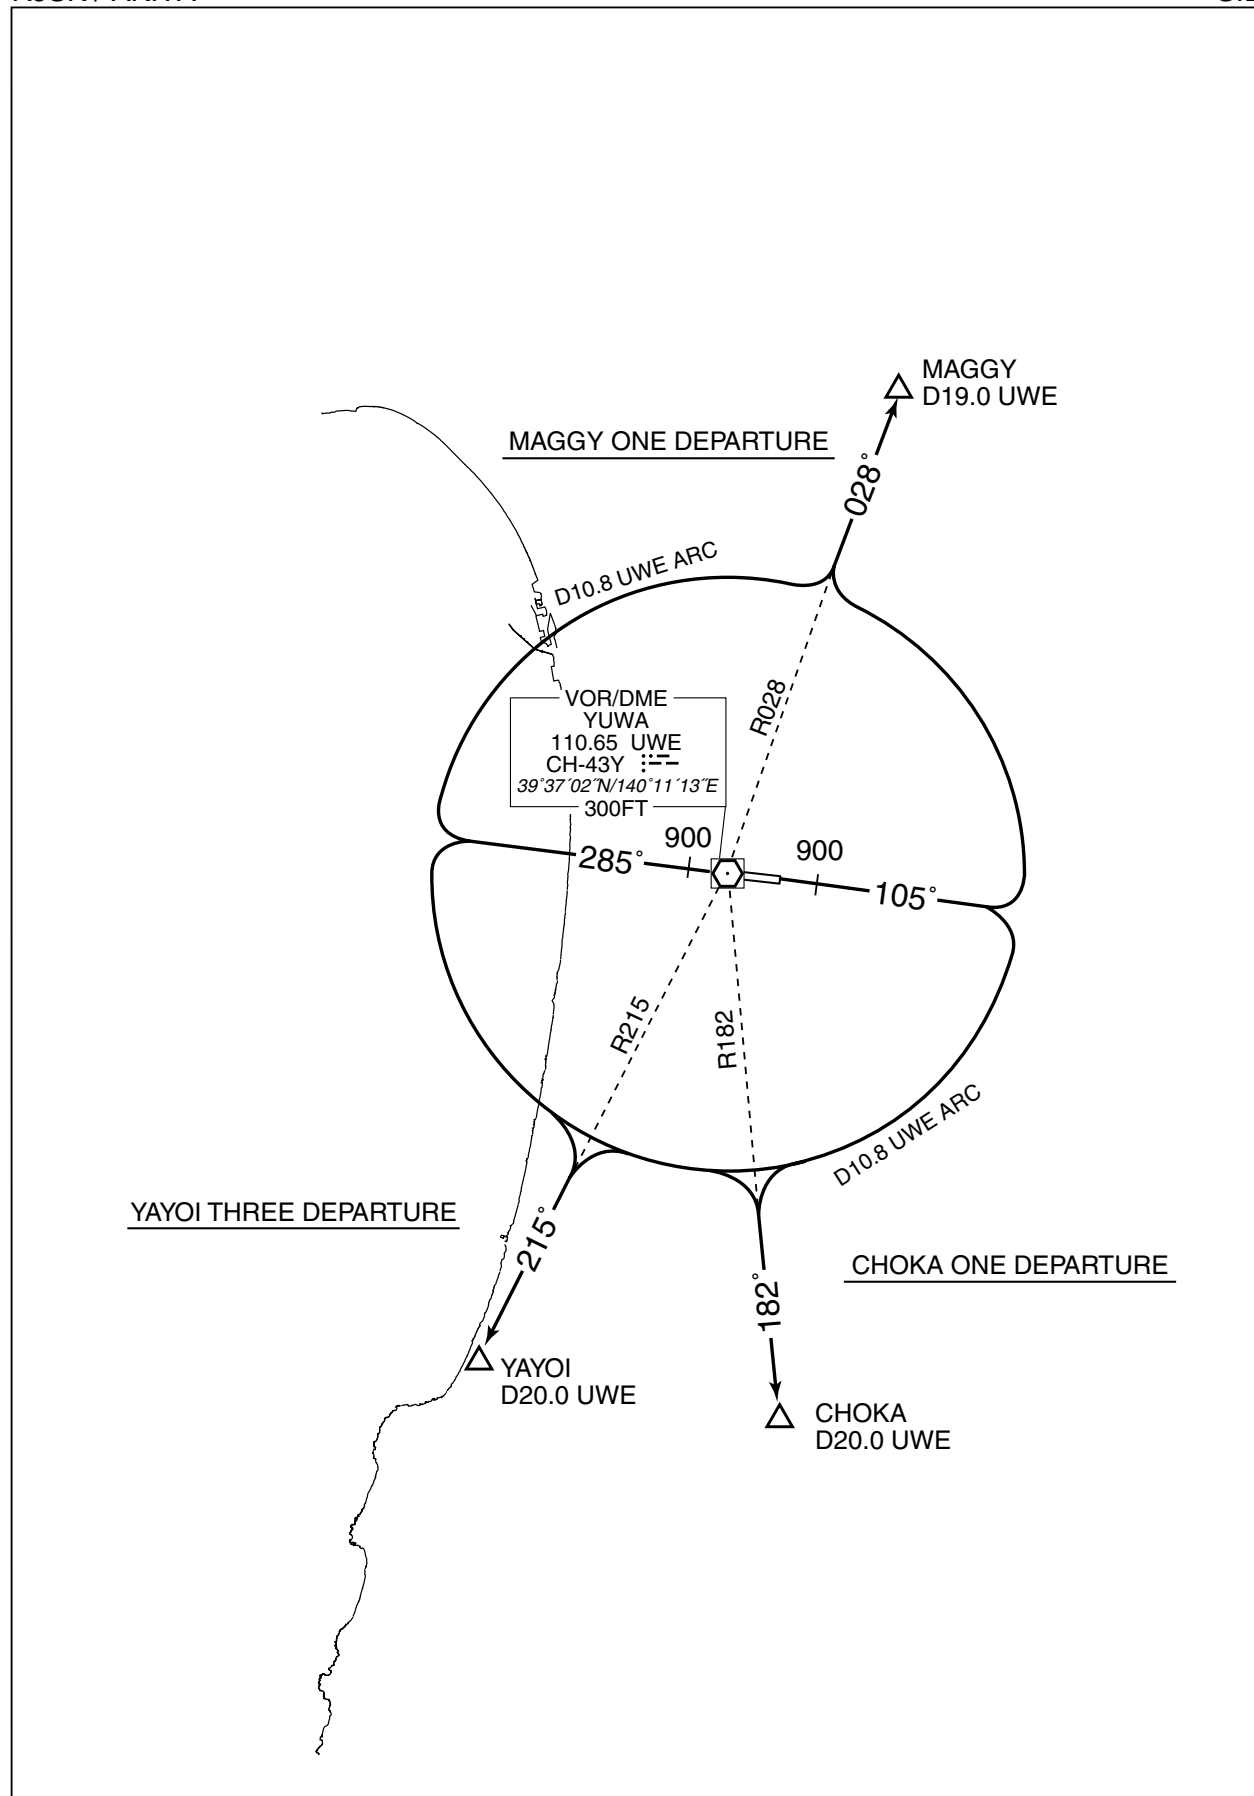 MAGGY
D19.0 UWE
MAGGY ONE DEPARTURE
028°
D10.8 UWE ARC
R028
VOR/DME
YUWA
110.65 UWE
CH-43Y
39°37´02˝N/140°11´13˝E
300FT
900
900
285°
105°
R215
R182
D10.8 UWE ARC
YAYOI THREE DEPARTURE
215°
CHOKA ONE DEPARTURE
182°
YAYOI
D20.0 UWE
CHOKA
D20.0 UWE